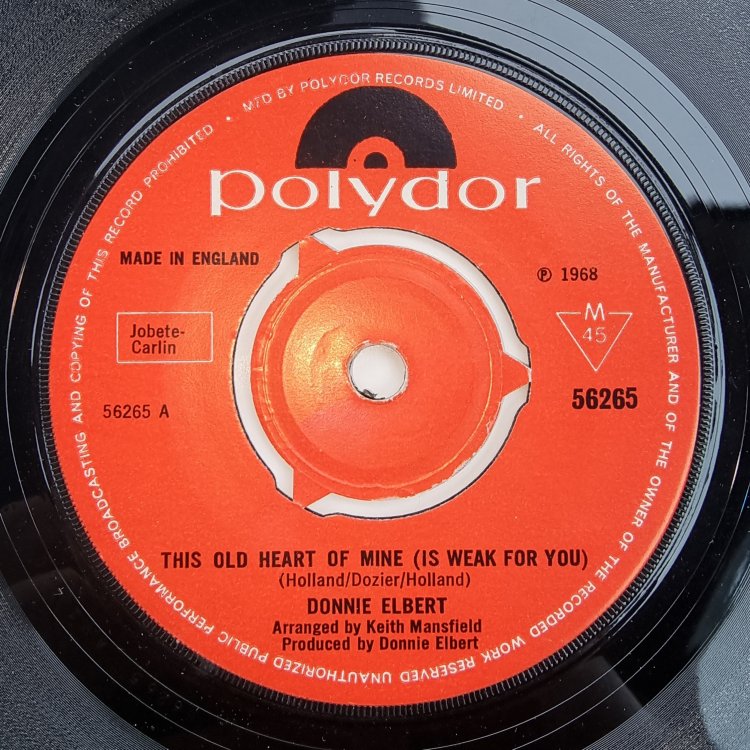 UNAUTHORIZED PUBLIC PERFORMANCE BROADCASTING AND COPYING OF THIS RECORD PROHIBITED • MFD BY POLYDOR RECORDS LIMITED • ALL RIGHTS OF THE MANUFACTURER AND OF THE OWNER OF THE RECORDED WORK RESERVED
polydor
MADE IN ENGLAND
℗ 1968
Jobete-
Carlin
M
45
56265 A
56265
THIS OLD HEART OF MINE (IS WEAK FOR YOU)
(Holland/Dozier/Holland)
DONNIE ELBERT
Arranged by Keith Mansfield
Produced by Donnie Elbert